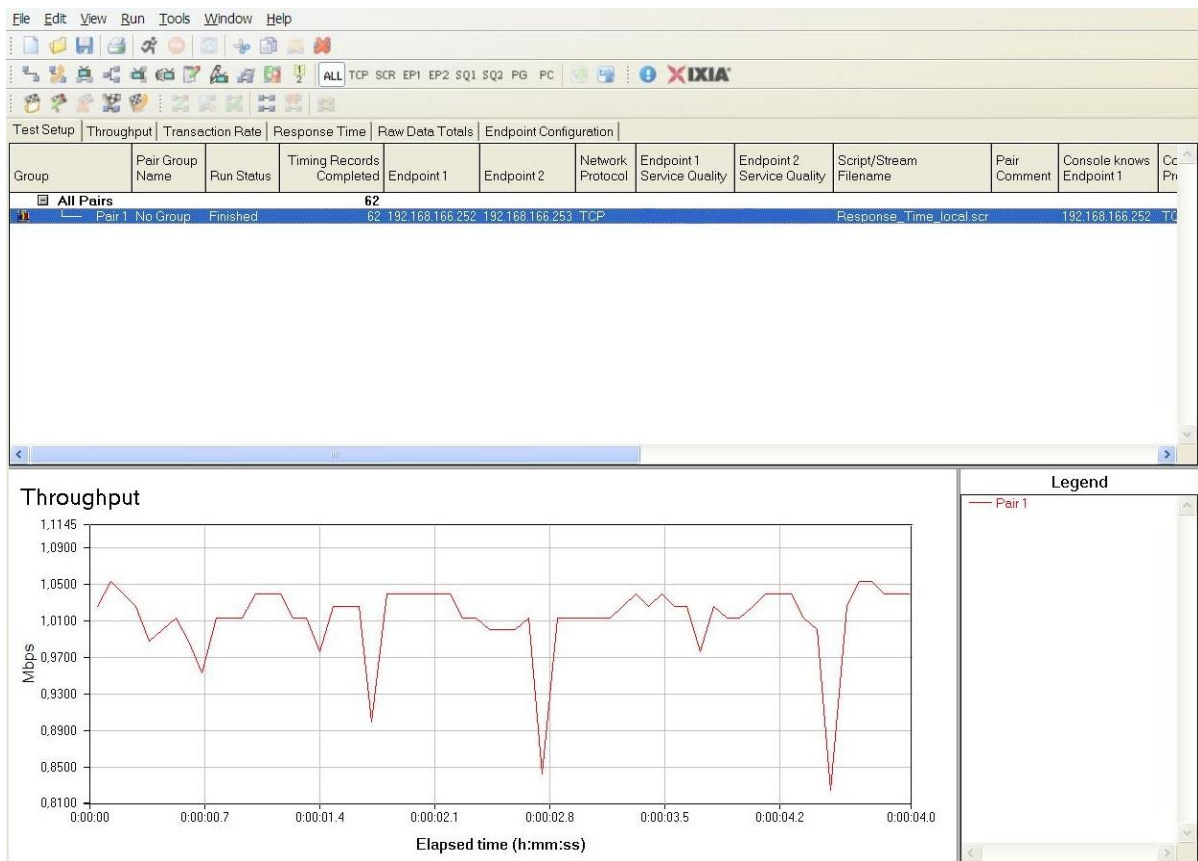 File Edit View Run Tools Window Help
ALL TCP SCR EP1 EP2 SQ1 SQ2 PG PC XIXIA
Test Setup Throughput Transaction Rate Response Time Raw Data Totals Endpoint Configuration
Group Pair Group Name Run Status Timing Records Completed Endpoint 1 Endpoint 2 Network Protocol Endpoint 1 Service Quality Endpoint 2 Service Quality Script/Stream Filename Pair Comment Console knows Endpoint 1
All Pairs 62
Pair 1 No Group Finished 62 192.168.166.252 192.168.166.253 TCP Response_Time_local.scr 192.168.166.252 TC
Throughput
Legend
Pair 1
1,1145
1,0900
1,0500
1,0100
0,9700
0,9300
0,8900
0,8500
0,8100
Mbps
0:00:00 0:00:00.7 0:00:01.4 0:00:02.1 0:00:02.8 0:00:03.5 0:00:04.2 0:00:04.0
Elapsed time (h:mm:ss)